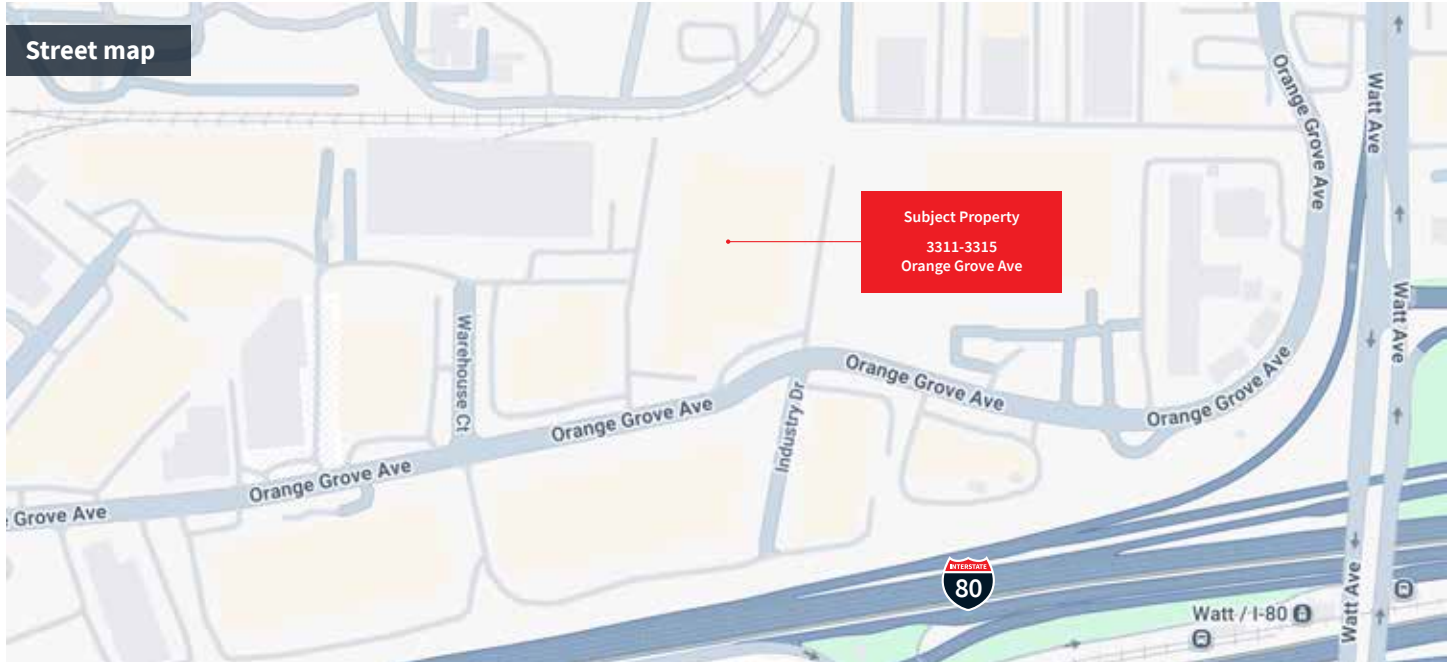 Street map
Orange Grove Ave
Watt Ave
Subject Property
3311-3315
Orange Grove Ave
Watt Ave
Warehouse Ct
Orange Grove Ave
Orange Grove Ave
Orange Grove Ave
Industry Dr
Orange Grove Ave
Grove Ave
INTERSTATE
80
Watt / I-80
Watt Ave